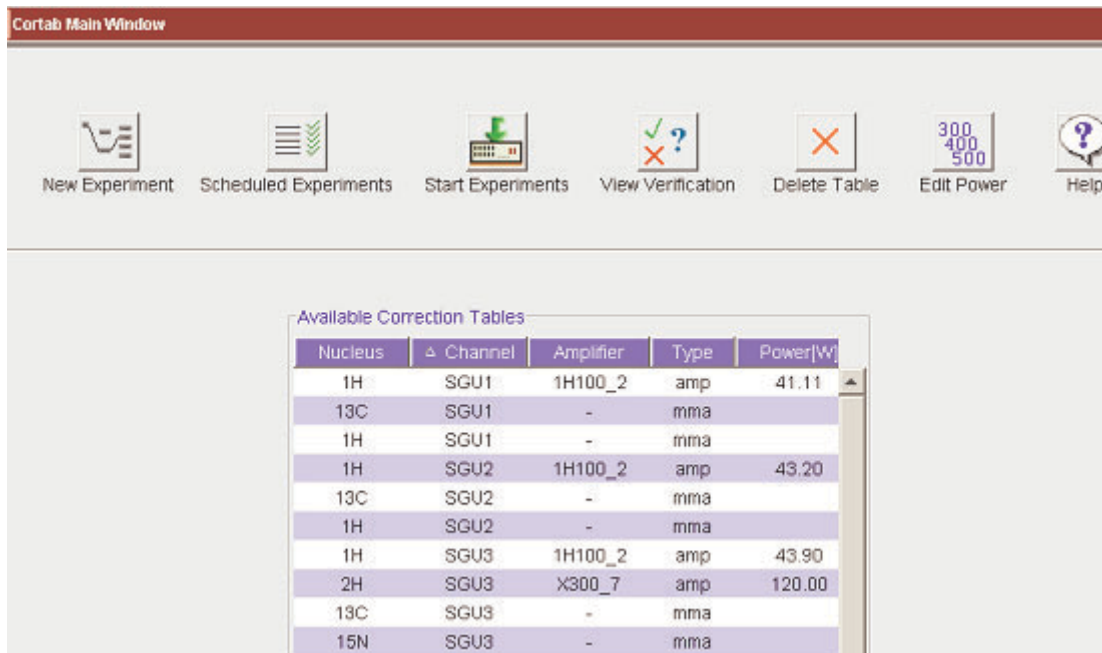 Cortab Main Window
300
400
500
?
?
New Experiment Scheduled Experiments Start Experiments View Verification Delete Table Edit Power Help
Available Correction Tables
Nucleus Δ Channel Amplifier Type Power[W]
1H SGU1 1H100_2 amp 41.11
13C SGU1 - mma
1H SGU1 - mma
1H SGU2 1H100_2 amp 43.20
13C SGU2 - mma
1H SGU2 - mma
1H SGU3 1H100_2 amp 43.90
2H SGU3 X300_7 amp 120.00
13C SGU3 - mma
15N SGU3 - mma